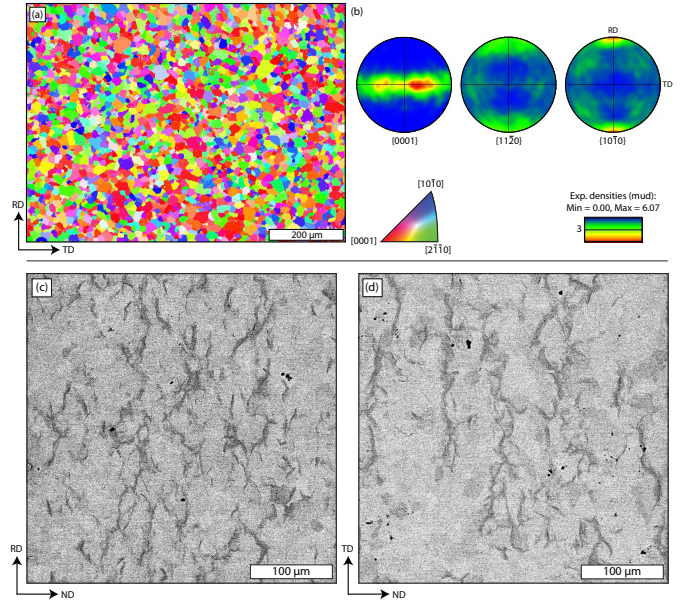 (a)
RD
TD
200 µm
(b)
RD
TD
{0001}
{112̄0}
{101̄0}
[101̄0]
[0001]
[21̄1̄0]
Exp. densities (mud):
Min = 0.00, Max = 6.07
3
(c)
RD
ND
100 µm
(d)
TD
ND
100 µm